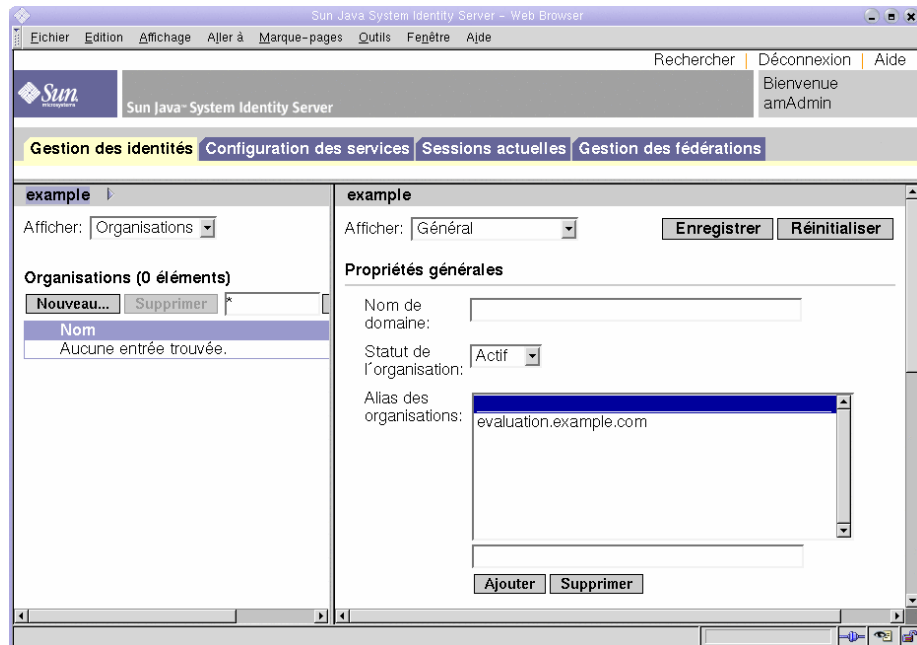 Sun Java System Identity Server – Web Browser
Fichier Edition Affichage Aller à Marque-pages Outils Fenêtre Aide
Rechercher | Déconnexion | Aide
Sun
microsystems
Sun Java™ System Identity Server
Bienvenue
amAdmin
Gestion des identités Configuration des services Sessions actuelles Gestion des fédérations
example
Afficher: Organisations
Organisations (0 éléments)
Nouveau... Supprimer *
Nom
Aucune entrée trouvée.
example
Afficher: Général Enregistrer Réinitialiser
Propriétés générales
Nom de
domaine:
Statut de
l´organisation: Actif
Alias des
organisations:
evaluation.example.com
Ajouter Supprimer